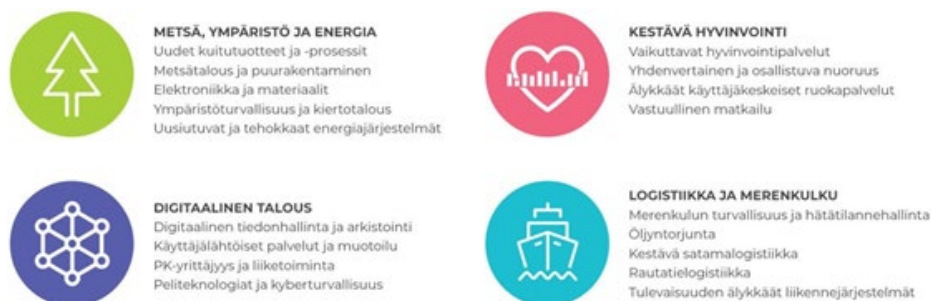 METSÄ, YMPÄRISTÖ JA ENERGIA
Uudet kuitutuotteet ja -prosessit
Metsätalous ja puurakentaminen
Elektroniikka ja materiaalit
Ympäristöturvallisuus ja kiertotalous
Uusiutuvat ja tehokkaat energiajärjestelmät
KESTÄVÄ HYVINVOINTI
Vaikuttavat hyvinvointipalvelut
Yhdenvertainen ja osallistuva nuoruus
Älykkäät käyttäjäkeskeiset ruokapalvelut
Vastuullinen matkailu
DIGITAALINEN TALOUS
Digitaalinen tiedonhallinta ja arkistointi
Käyttäjälähtöiset palvelut ja muotoilu
PK-yrittäjyys ja liiketoiminta
Peliteknologiat ja kyberturvallisuus
LOGISTIIKKA JA MERENKULKU
Merenkulun turvallisuus ja hätätilannehallinta
Öljyntorjunta
Kestävä satamalogistiikka
Rautatielogistiikka
Tulevaisuuden älykkäät liikennejärjestelmät